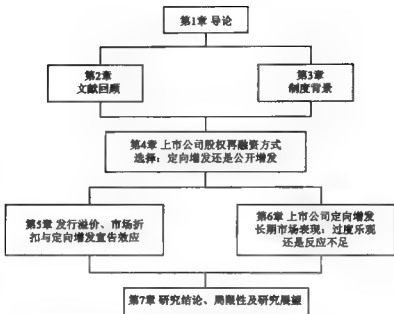 第1章 导论
第2章
文献回顾
第3章
制度背景
第4章 上市公司股权再融资方式
选择：定向增发还是公开增发
第5章 发行溢价、市场折
扣与定向增发宣告效应
第6章 上市公司定向增发
长期市场表现：过度乐观
还是反应不足
第7章 研究结论、局限性及研究展望